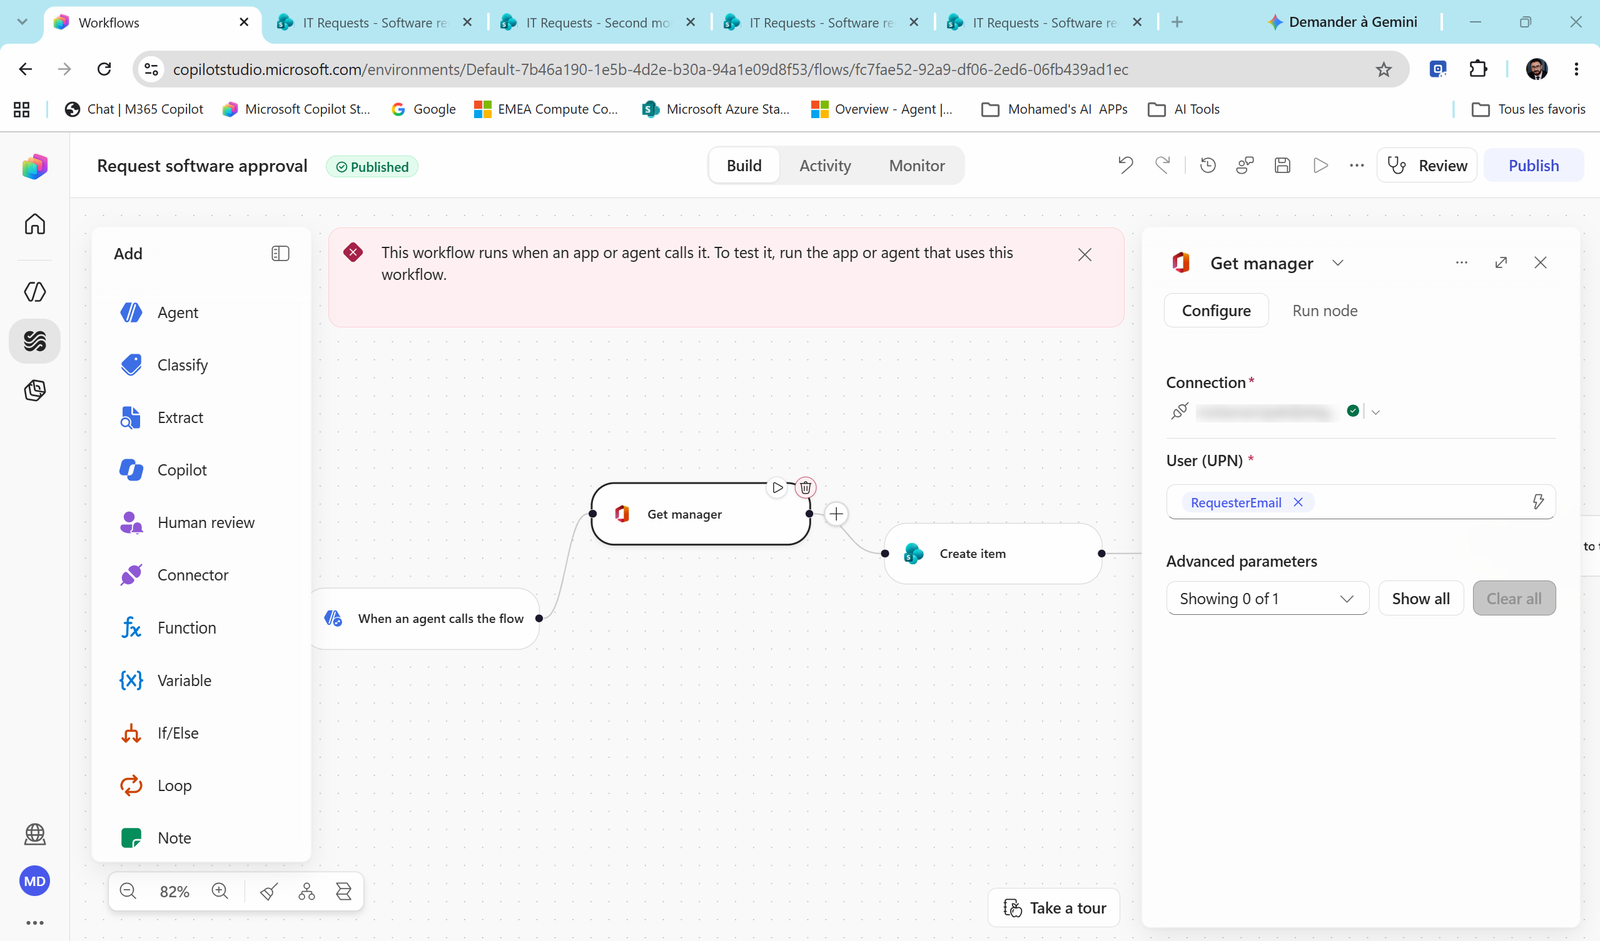 Workflows
IT Requests - Software re
IT Requests - Second mo
IT Requests - Software re
IT Requests - Software re
Demander à Gemini
copilotstudio.microsoft.com/environments/Default-7b46a190-1e5b-4d2e-b30a-94a1e09d8f53/flows/fc7fae52-92a9-df06-2ed6-06fb439ad1ec
Chat | M365 Copilot
Microsoft Copilot St...
Google
EMEA Compute Co...
Microsoft Azure Sta...
Overview - Agent |...
Mohamed's AI APPs
AI Tools
Tous les favoris
Request software approval
Published
Build
Activity
Monitor
Review
Publish
Add
Agent
Classify
Extract
Copilot
Human review
Connector
Function
Variable
If/Else
Loop
Note
This workflow runs when an app or agent calls it. To test it, run the app or agent that uses this
workflow.
When an agent calls the flow
Get manager
Create item
to t
Get manager
Configure
Run node
Connection*
User (UPN) *
RequesterEmail
Advanced parameters
Showing 0 of 1
Show all
Clear all
MD
82%
Take a tour